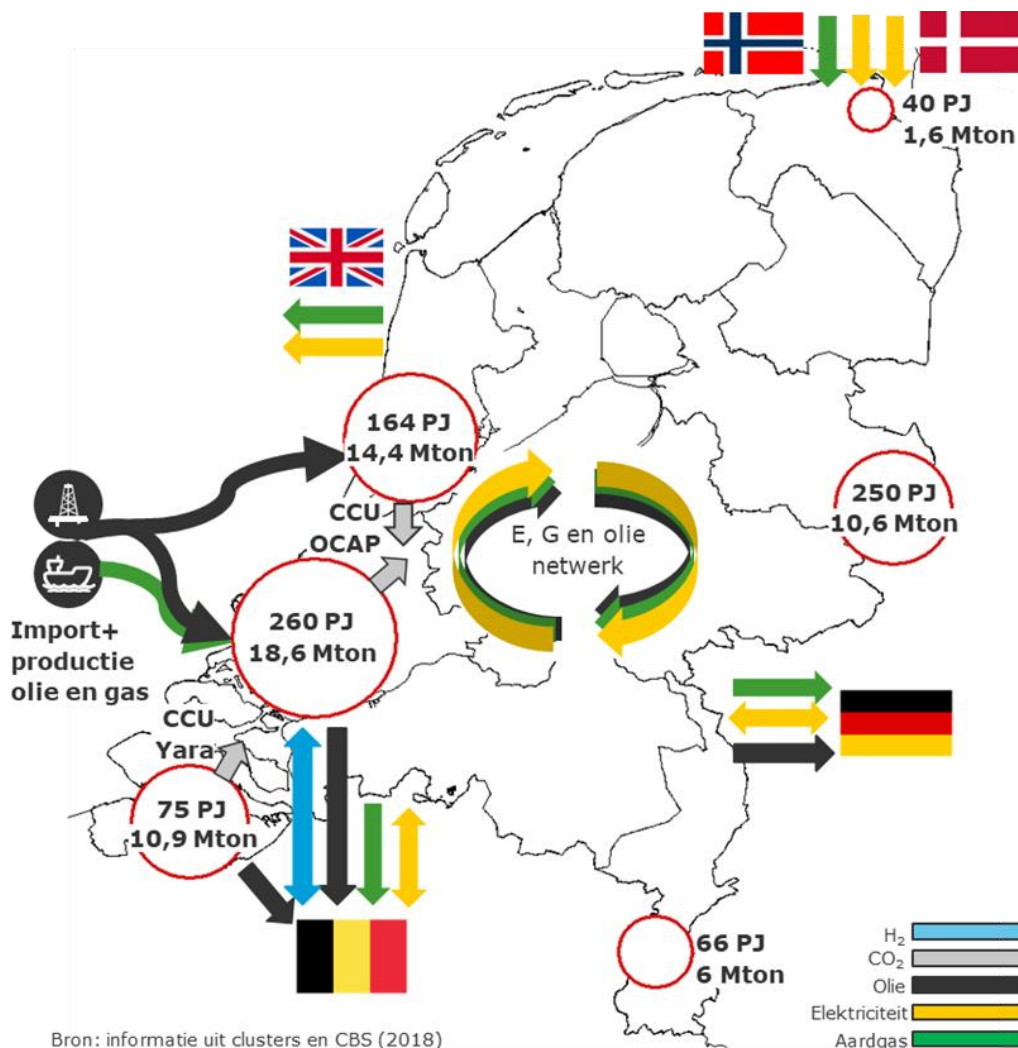 40 PJ
1,6 Mton
164 PJ
14,4 Mton
CCU
OCAP
E, G en olie
netwerk
250 PJ
10,6 Mton
Import+
productie
olie en gas
260 PJ
18,6 Mton
CCU
Yara
75 PJ
10,9 Mton
66 PJ
6 Mton
H₂
CO₂
Olie
Elektriciteit
Aardgas
Bron: informatie uit clusters en CBS (2018)